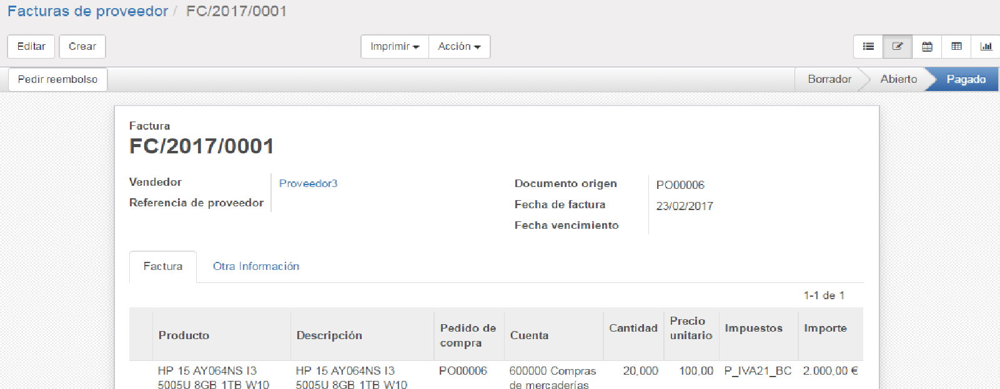 Facturas de proveedor / FC/2017/0001
Editar Crear Imprimir Acción
Pedir reembolso Borrador Abierto Pagado
Factura
FC/2017/0001
Vendedor Proveedor3 Documento origen PO00006
Referencia de proveedor Fecha de factura 23/02/2017
Fecha vencimiento
Factura Otra Información
1-1 de 1
Producto Descripción Pedido de compra Cuenta Cantidad Precio unitario Impuestos Importe
HP 15 AY064NS I3 HP 15 AY064NS I3 PO00006 600000 Compras 20,000 100,00 P_IVA21_BC 2.000,00 €
5005U 8GB 1TB W10 5005U 8GB 1TB W10 de mercaderías